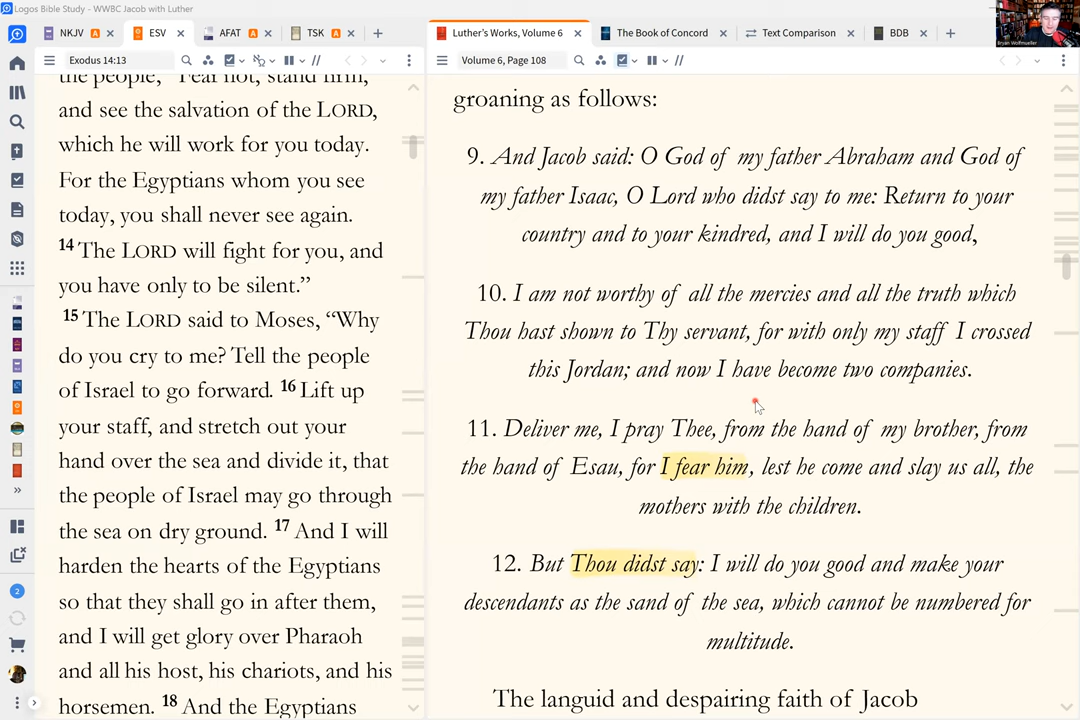 Logos Bible Study - WWBC Jacob with Luther
NKJV A
ESV
AFAT A
TSK A
Luther's Works, Volume 6
The Book of Concord
Text Comparison
BDB
Bryan Wolfmueller
Exodus 14:13
Volume 6, Page 108
the people, "Fear not, stand firm,
and see the salvation of the LORD,
which he will work for you today.
For the Egyptians whom you see
today, you shall never see again.
14 The LORD will fight for you, and
you have only to be silent."
15 The LORD said to Moses, "Why
do you cry to me? Tell the people
of Israel to go forward. 16 Lift up
your staff, and stretch out your
hand over the sea and divide it, that
the people of Israel may go through
the sea on dry ground. 17 And I will
harden the hearts of the Egyptians
so that they shall go in after them,
and I will get glory over Pharaoh
and all his host, his chariots, and his
horsemen. 18 And the Egyptians
groaning as follows:
9. And Jacob said: O God of my father Abraham and God of
my father Isaac, O Lord who didst say to me: Return to your
country and to your kindred, and I will do you good,
10. I am not worthy of all the mercies and all the truth which
Thou hast shown to Thy servant, for with only my staff I crossed
this Jordan; and now I have become two companies.
11. Deliver me, I pray Thee, from the hand of my brother, from
the hand of Esau, for I fear him, lest he come and slay us all, the
mothers with the children.
12. But Thou didst say: I will do you good and make your
descendants as the sand of the sea, which cannot be numbered for
multitude.
The languid and despairing faith of Jacob
2